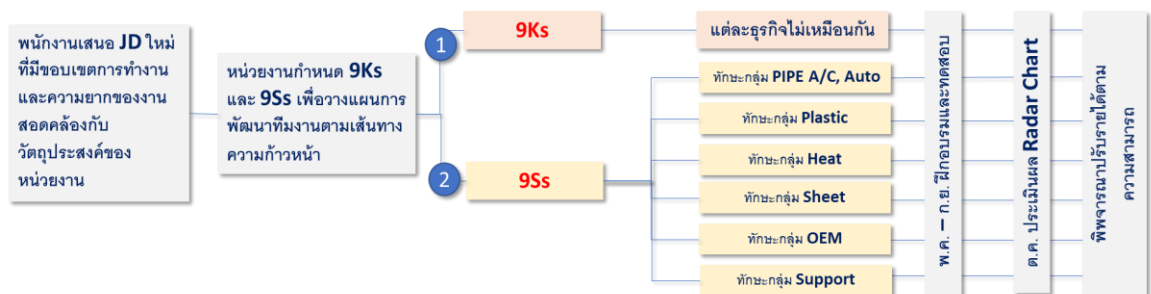 พนักงานเสนอ JD ใหม่
ที่มีขอบเขตการทำงาน
และความยากของงาน
สอดคล้องกับ
วัตถุประสงค์ของ
หน่วยงาน
หน่วยงานกำหนด 9Ks
และ 9Ss เพื่อวางแผนการ
พัฒนาทีมงานตามเส้นทาง
ความก้าวหน้า
1
9Ks
แต่ละธุรกิจไม่เหมือนกัน
2
9Ss
ทักษะกลุ่ม PIPE A/C, Auto
ทักษะกลุ่ม Plastic
ทักษะกลุ่ม Heat
ทักษะกลุ่ม Sheet
ทักษะกลุ่ม OEM
ทักษะกลุ่ม Support
พ.ค. – ก.ย. ฝึกอบรมและทดสอบ
ต.ค. ประเมินผล Radar Chart
พิพจารณาปรับรายได้ตาม
ความสามารถ